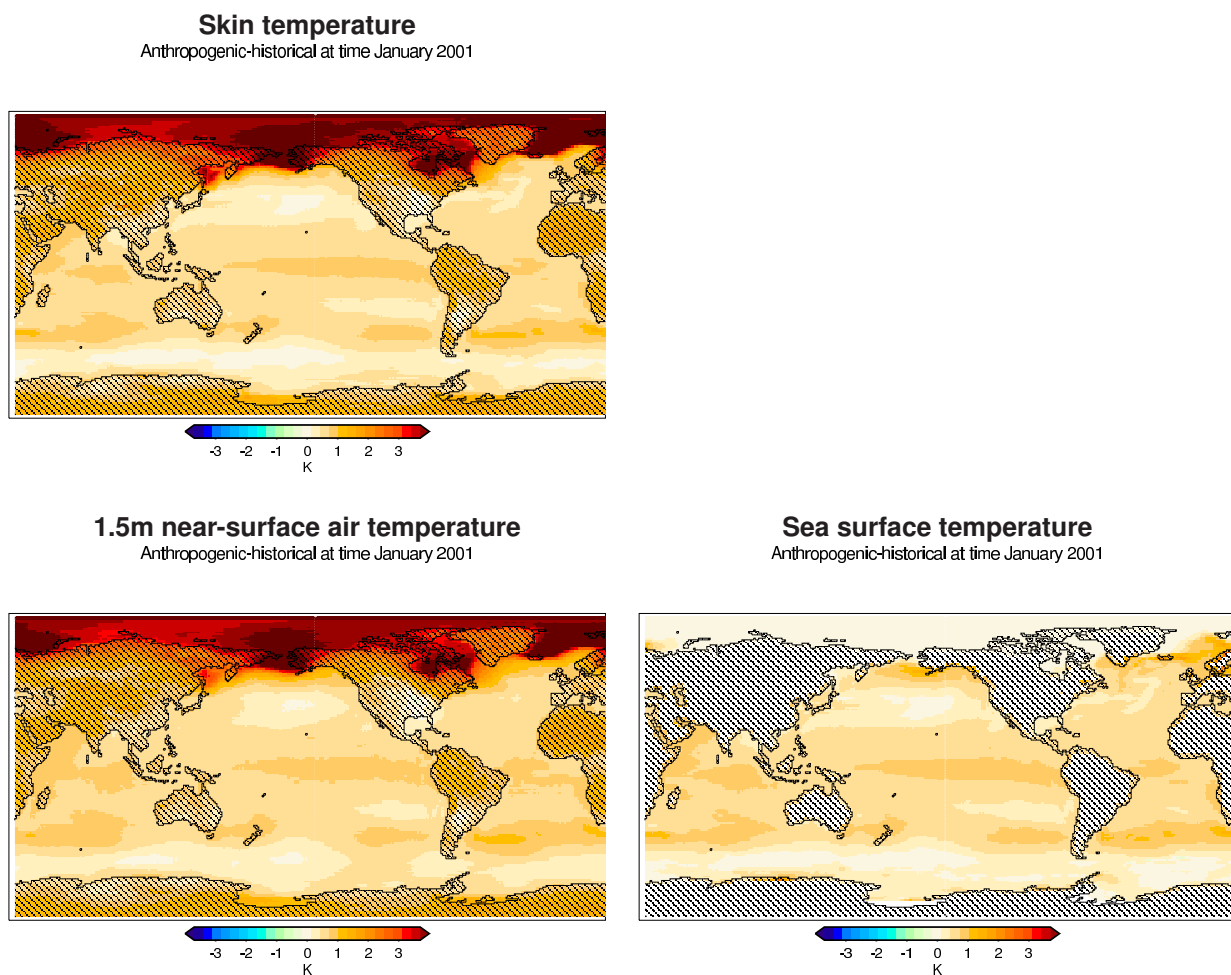 Skin temperature
Anthropogenic-historical at time January 2001
-3 -2 -1 0 1 2 3
K
1.5m near-surface air temperature
Anthropogenic-historical at time January 2001
-3 -2 -1 0 1 2 3
K
Sea surface temperature
Anthropogenic-historical at time January 2001
-3 -2 -1 0 1 2 3
K